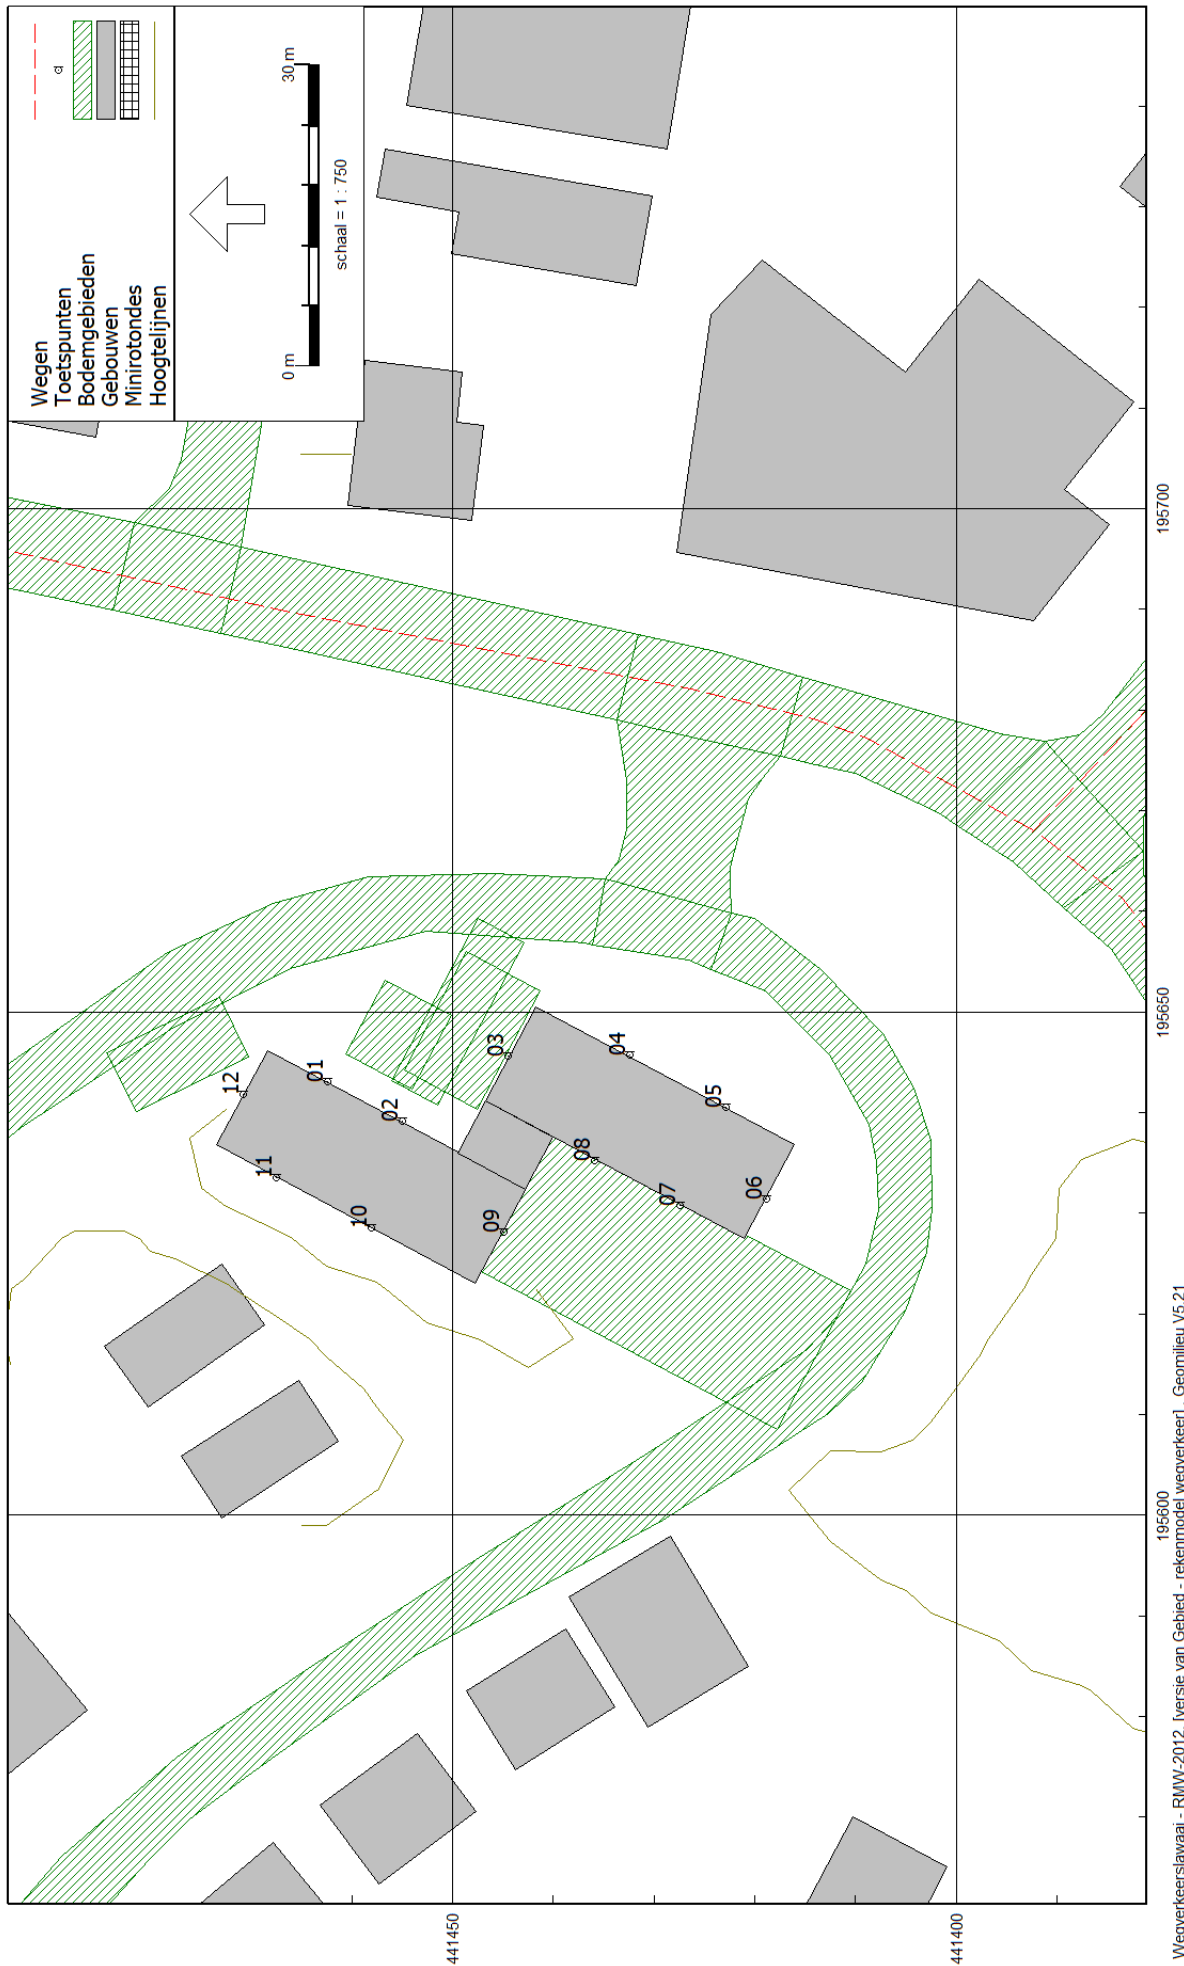 Wegen
Toetspunten
Bodemgebieden
Gebouwen
Minirotondes
Hoogtelijnen
0 m
30 m
schaal = 1 : 750
12
01
11
02
10
03
09
08
04
07
05
06
441450
441400
195600
195650
195700
Wegverkeerslawaai - RMW-2012, [versie van Gebied - rekenmodel wegverkeer] , Geomilieu V5.21